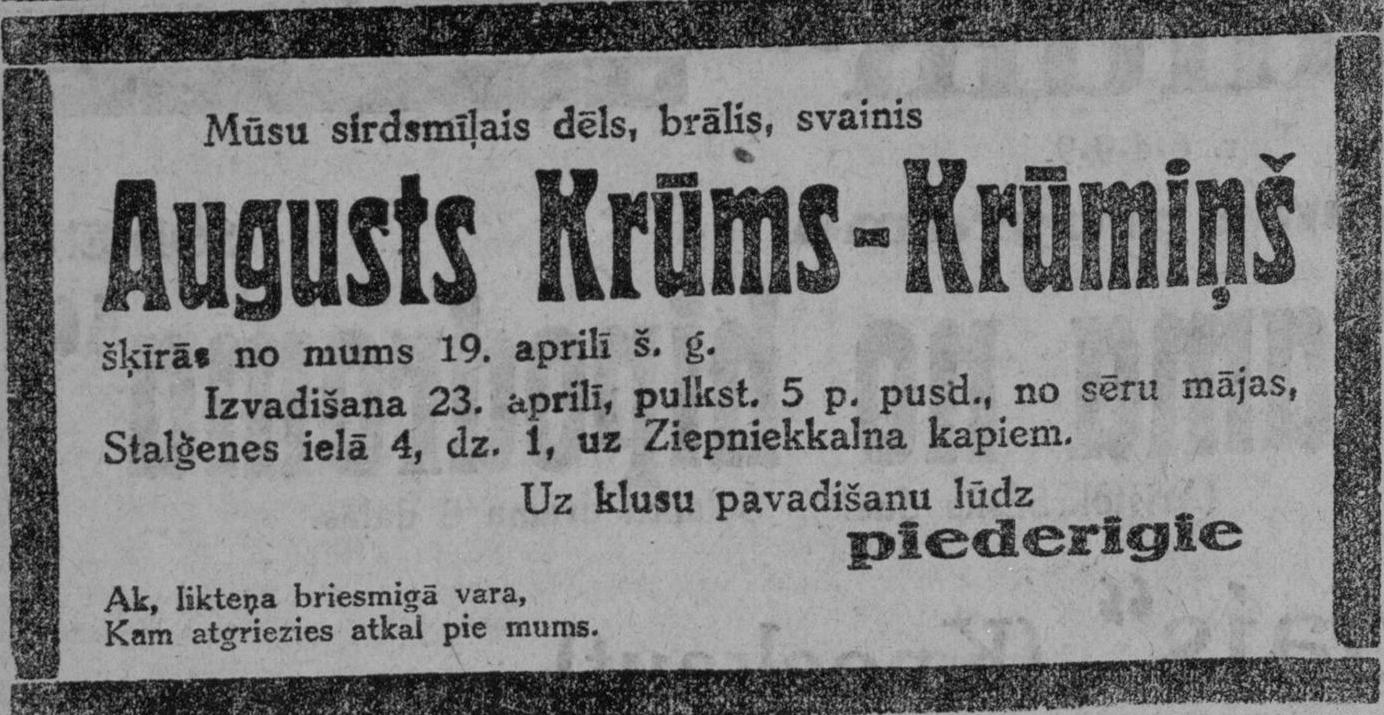 Mūsu sirdsmīļais dēls, brālis, svainis
Augusts Krūms-Krūmiņš
šķīrās no mums 19. aprilī š. g.
Izvadišana 23. aprilī, pulkst. 5 p. pusd., no sēru mājas,
Stalģenes ielā 4, dz. 1, uz Ziepniekkalna kapiem.
Uz klusu pavadišanu lūdz
piederigie
Ak, likteņa briesmigā vara,
Kam atgriezies atkal pie mums.